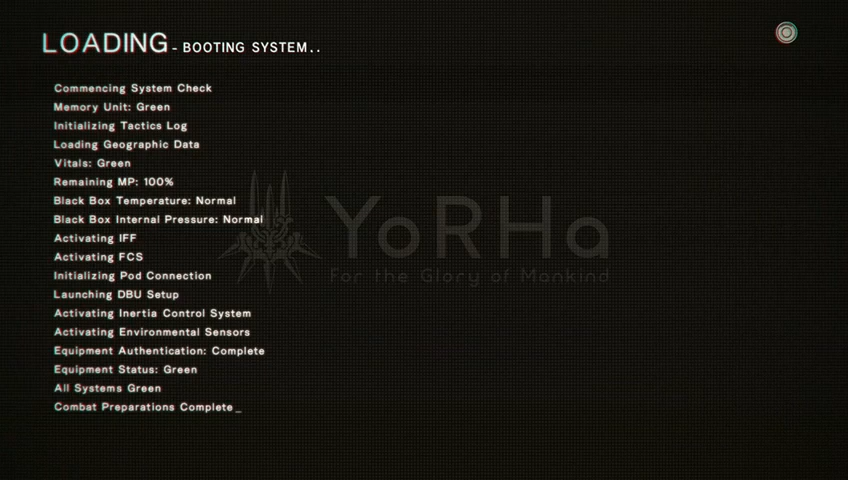 LOADING - BOOTING SYSTEM..
Commencing System Check
Memory Unit: Green
Initializing Tactics Log
Loading Geographic Data
Vitals: Green
Remaining MP: 100%
Black Box Temperature: Normal
Black Box Internal Pressure: Normal
Activating IFF
Activating FCS
Initializing Pod Connection
Launching DBU Setup
Activating Inertia Control System
Activating Environmental Sensors
Equipment Authentication: Complete
Equipment Status: Green
All Systems Green
Combat Preparations Complete _
YoRHa
For the Glory of Mankind